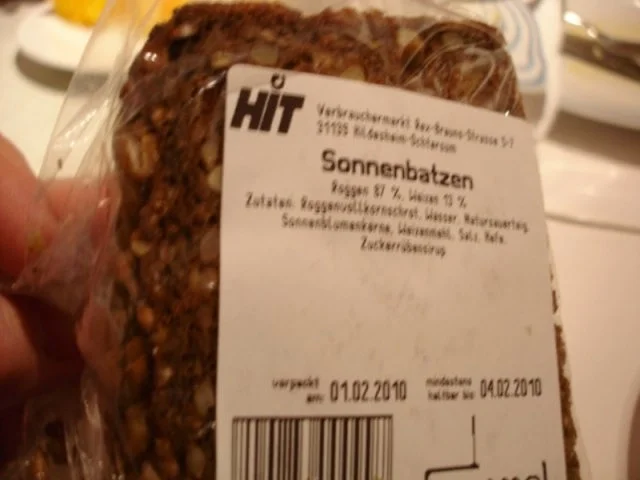 HIT
Verbrauchermarkt Rex-Brauns-Strasse 5-7
31135 Hildesheim-Ochtersum
Sonnenbatzen
Roggen 87 %, Weizen 13 %
Zutaten: Roggenvollkornschrot, Wasser, Natursauerteig,
Sonnenblumenkerne, Weizenmehl, Salz, Hefe,
Zuckerrübensirup
verpackt am: 01.02.2010
mindestens haltbar bis: 04.02.2010